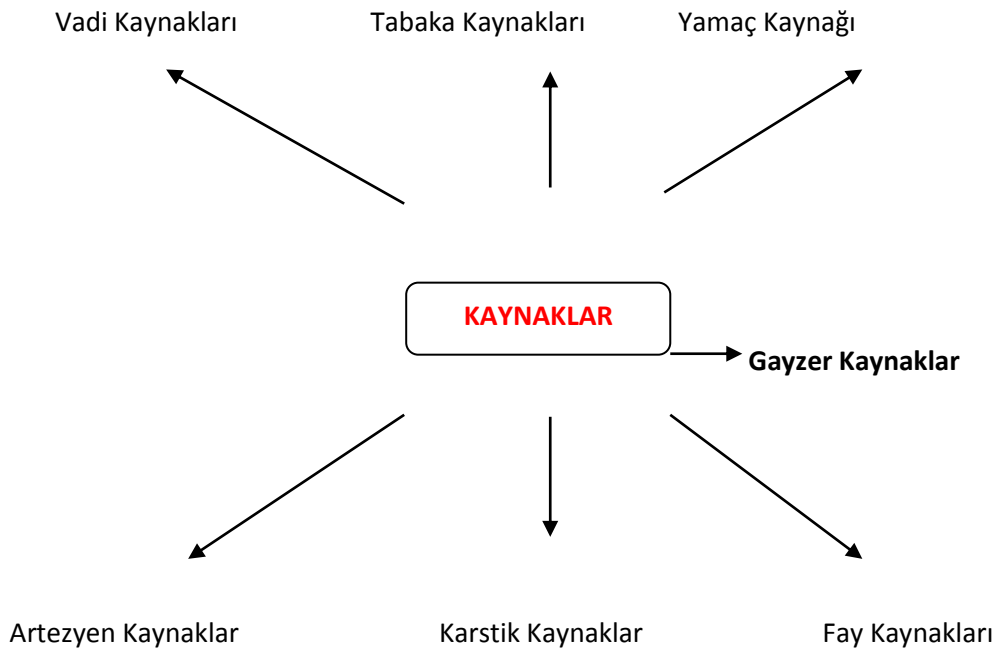 Vadi Kaynakları Tabaka Kaynakları Yamaç Kaynağı
KAYNAKLAR
Gayzer Kaynaklar
Artezyen Kaynaklar Karstik Kaynaklar Fay Kaynakları